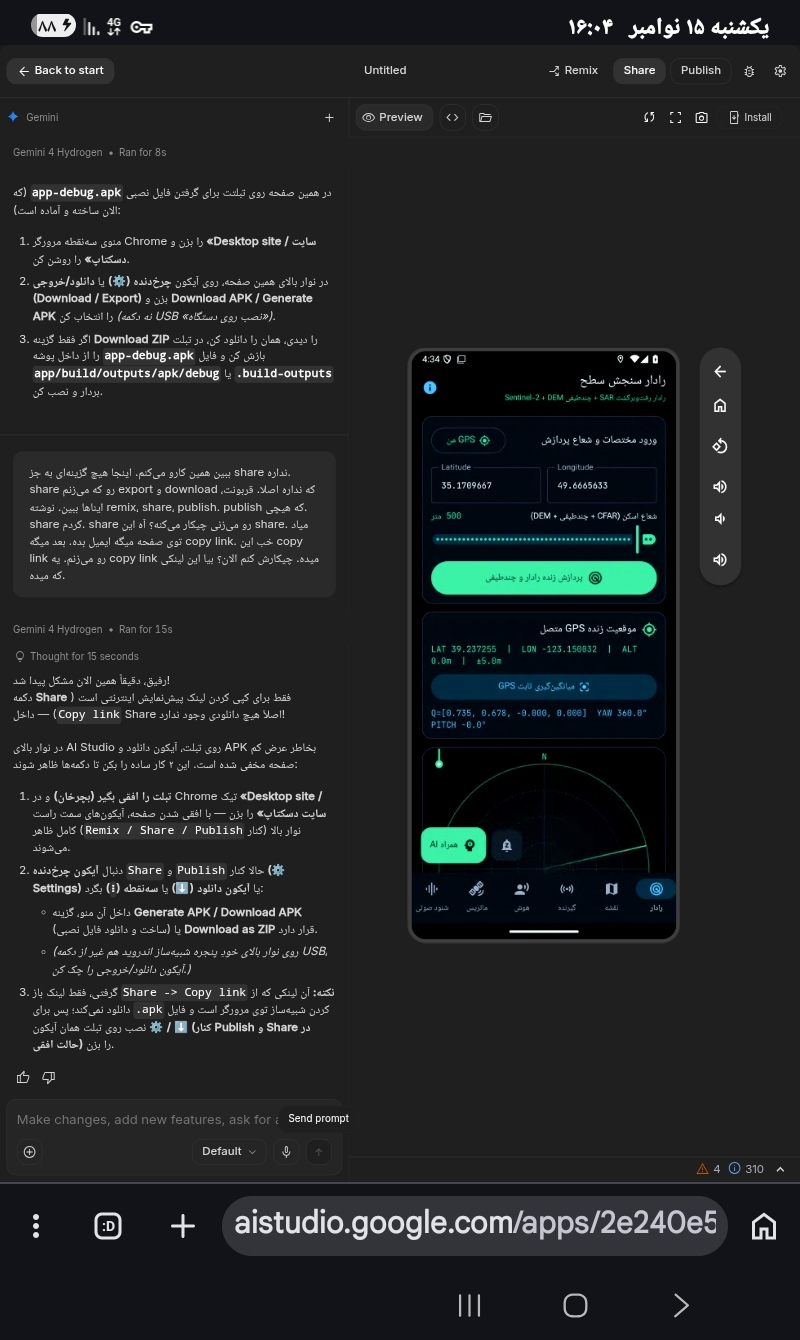 یکشنبه ۱۵ نوامبر ۱۶:۰۴
4G
Back to start
Untitled
Remix
Share
Publish
Gemini
Preview
Install
Gemini 4 Hydrogen • Ran for 8s
در همین صفحه روی تبلتت برای گرفتن فایل نصبی app-debug.apk (که
الان ساخته و آماده است):
1. منوی سه‌نقطه مرورگر Chrome را بزن و «Desktop site / سایت
دسکتاپ» را روشن کن.
2. در نوار بالای همین صفحه، روی آیکون چرخ‌دنده (⚙️) یا دانلود/خروجی
(Download / Export) بزن و Download APK / Generate
APK را انتخاب کن (نه دکمه USB «نصب روی دستگاه»).
3. اگر فقط گزینه Download ZIP را دیدی، همان را دانلود کن، در تبلت
بازش کن و فایل app-debug.apk را از داخل پوشه
app/build/outputs/apk/debug یا .build-outputs
بردار و نصب کن.
نداره share ببین همین کارو می‌کنم. اینجا هیچ گزینه‌ای به جز.
share رو که می‌زنم export و download که نداره اصلا. قربونت،
ایناها ببین. نوشته remix, share, publish. publish که هیچی.
share کردم. share رو می‌زنی چیکار می‌کنه؟ آه این share. میاد
توی صفحه میگه ایمیل بده. بعد میگه copy link. خب این copy
link میده. چیکارش کنم الان؟ بیا این لینکی copy link رو می‌زنم. یه
که میده.
Gemini 4 Hydrogen • Ran for 15s
Thought for 15 seconds
رفیق، دقیقاً همین الان مشکل پیدا شد!
دکمه Share فقط برای کپی کردن لینک پیش‌نمایش اینترنتی است (
Copy link) — داخل Share اصلاً هیچ دانلودی وجود ندارد!
بخاطر عرض کم APK روی تبلت، آیکون دانلود و AI Studio در نوار بالای
صفحه مخفی شده است. این ۲ کار ساده را بکن تا دکمه‌ها ظاهر شوند:
1. تبلت را افقی بگیر (بچرخان) و در Chrome تیک «Desktop site /
سایت دسکتاپ» را بزن — با افقی شدن صفحه، آیکون‌های سمت راست
نوار بالا (کنار Remix / Share / Publish) کامل ظاهر
می‌شوند.
2. حالا کنار Publish و Share دنبال آیکون چرخ‌دنده (⚙️
Settings) یا آیکون دانلود (⬇️) یا سه‌نقطه (⋮) بگرد:
داخل آن منو، گزینه Generate APK / Download APK
(ساخت و دانلود فایل نصبی) یا Download as ZIP قرار دارد.
(روی نوار بالای خودِ پنجره شبیه‌ساز اندروید هم غیر از دکمه USB،
آیکون دانلود/خروجی را چک کن.)
3. نکته: آن لینکی که از Share -> Copy link گرفتی، فقط لینک باز
کردن شبیه‌ساز توی مرورگر است و فایل .apk دانلود نمی‌کند؛ پس برای
نصب روی تبلت همان آیکون ⚙️ / ⬇️ (کنار Publish و Share در
حالت افقی) را بزن.
Make changes, add new features, ask for a
Send prompt
Default
4:34
رادار سنجش سطح
رادار رفت‌وبرگشت SAR + چندطیفی Sentinel-2 + DEM
ورود مختصات و شعاع پردازش
GPS من
Latitude
35.1709667
Longitude
49.6665633
شعاع اسکن (CFAR + چندطیفی + DEM)
500 متر
پردازش زنده رادار و چندطیفی
موقعیت زنده GPS متصل
LAT 39.237255 | LON -123.150032 | ALT
0.0m | ±5.0m
میانگین‌گیری ثابت GPS
Q=[0.735, 0.678, -0.000, 0.000] YAW 360.0°
PITCH -0.0°
N
همراه AI
رادار
نقشه
گیرنده
هوش
ماتریس
شنود صوتی
4
310
:D
aistudio.google.com/apps/2e240e5